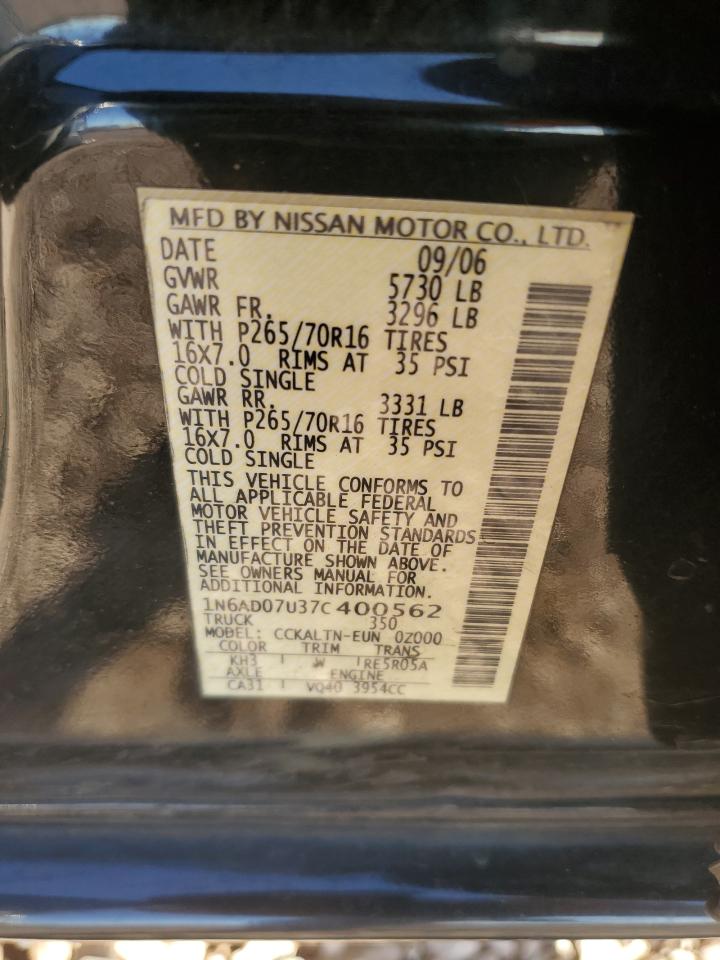 MFD BY NISSAN MOTOR CO., LTD.
DATE 09/06
GVWR 5730 LB
GAWR FR. 3296 LB
WITH P265/70R16 TIRES
16X7.0 RIMS AT 35 PSI
COLD SINGLE
GAWR RR. 3331 LB
WITH P265/70R16 TIRES
16X7.0 RIMS AT 35 PSI
COLD SINGLE
THIS VEHICLE CONFORMS TO
ALL APPLICABLE FEDERAL
MOTOR VEHICLE SAFETY AND
THEFT PREVENTION STANDARDS
IN EFFECT ON THE DATE OF
MANUFACTURE SHOWN ABOVE.
SEE OWNERS MANUAL FOR
ADDITIONAL INFORMATION.
1N6AD07U37C400562
TRUCK 350
MODEL: CCKALTN-EUN 0Z000
COLOR TRIM TRANS
KH3 W RE5R05A
AXLE ENGINE
CA31 VQ40 3954CC